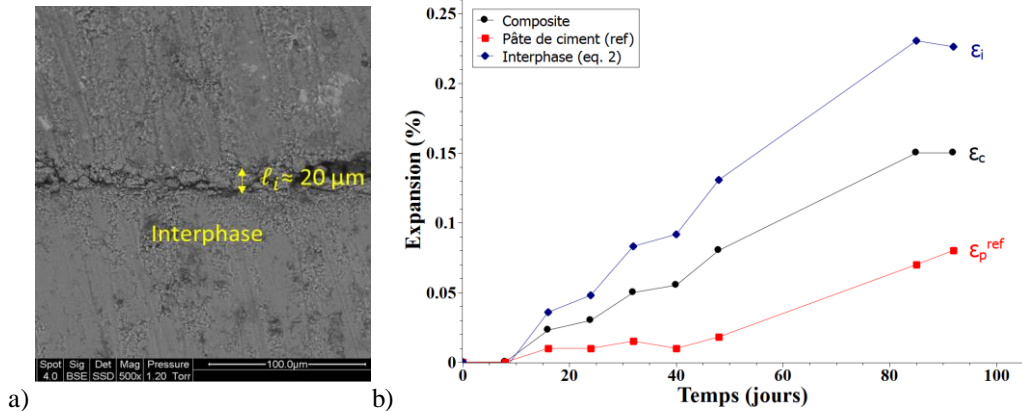 ℓi ≈ 20 µm
Interphase
Spot Sig Det Mag Pressure
4.0 BSE SSD 500x 1.20 Torr
100.0µm
a)
Composite
Pâte de ciment (ref)
Interphase (eq. 2)
εi
εc
εp^ref
Expansion (%)
0.25
0.2
0.15
0.1
0.05
0
0 20 40 60 80 100
Temps (jours)
b)